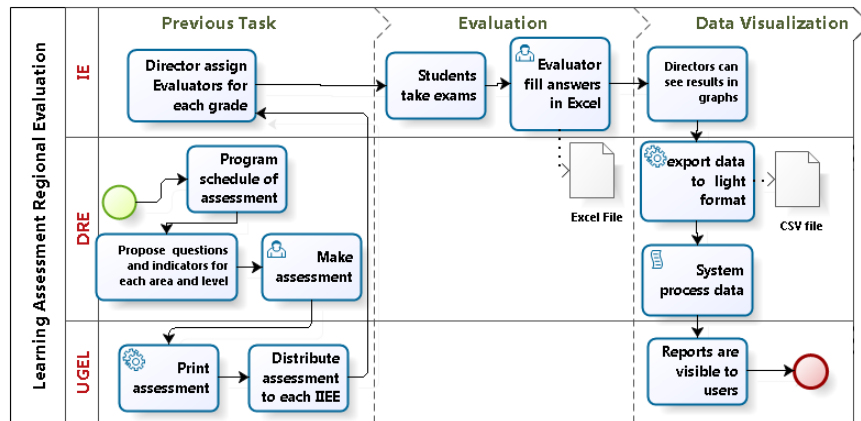 Previous Task
Evaluation
Data Visualization
Learning Assessment Regional Evaluation
IE
Director assign
Evaluators for
each grade
Students
take exams
Evaluator
fill answers
in Excel
Directors can
see results in
graphs
DRE
Program
schedule of
assessment
Propose questions
and indicators for
each area and level
Make
assessment
Excel File
export data
to light
format
CSV file
System
process data
UGEL
Print
assessment
Distribute
assessment
to each IIEE
Reports are
visible to
users